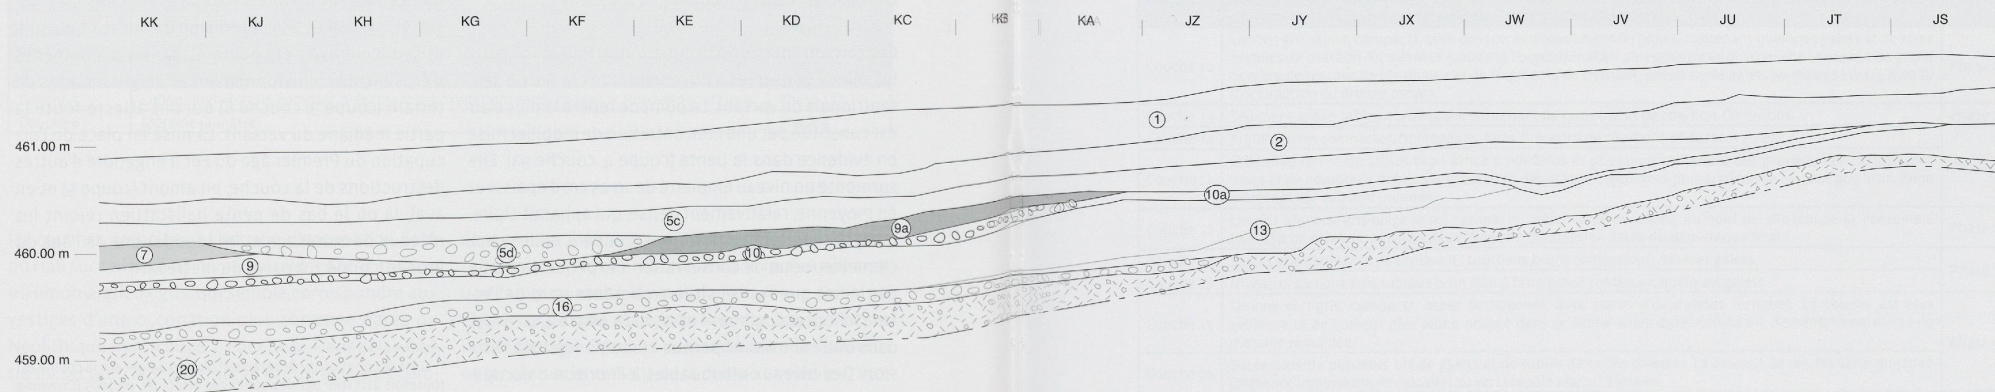 KK KJ KH KG KF KE KD KC KB KA JZ JY JX JW JV JU JT JS
1
461.00 m
2
10a
5c
9a
13
7
460.00 m
5d
10
9
16
459.00 m
20